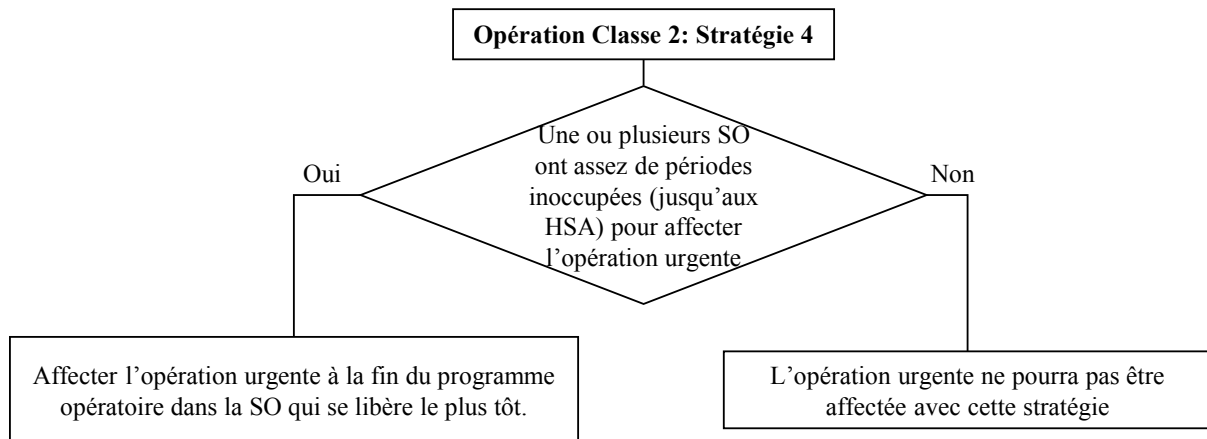 Opération Classe 2: Stratégie 4
Une ou plusieurs SO
ont assez de périodes
inoccupées (jusqu’aux
HSA) pour affecter
l’opération urgente
Oui
Non
Affecter l’opération urgente à la fin du programme
opératoire dans la SO qui se libère le plus tôt.
L’opération urgente ne pourra pas être
affectée avec cette stratégie